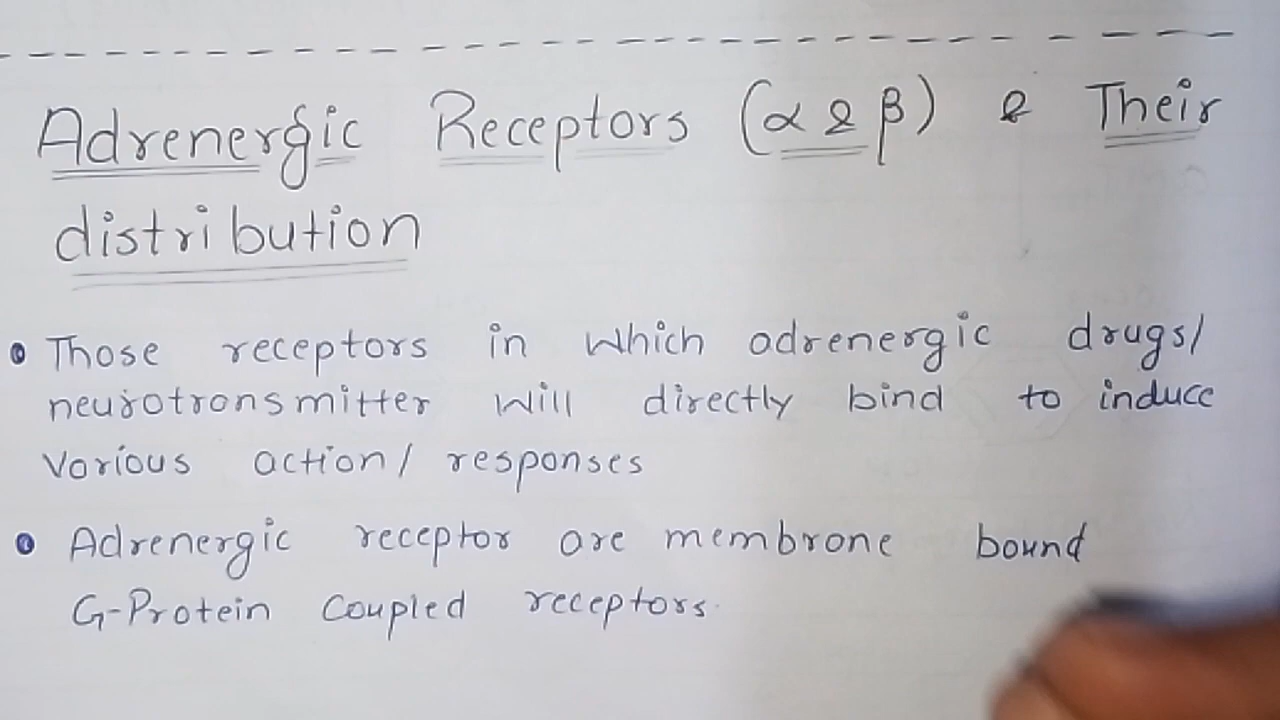 Adrenergic Receptors (α & β) & Their
distribution
Those receptors in which adrenergic drugs/
neurotransmitter will directly bind to induce
various action/ responses
Adrenergic receptor are membrane bound
G-Protein coupled receptors.